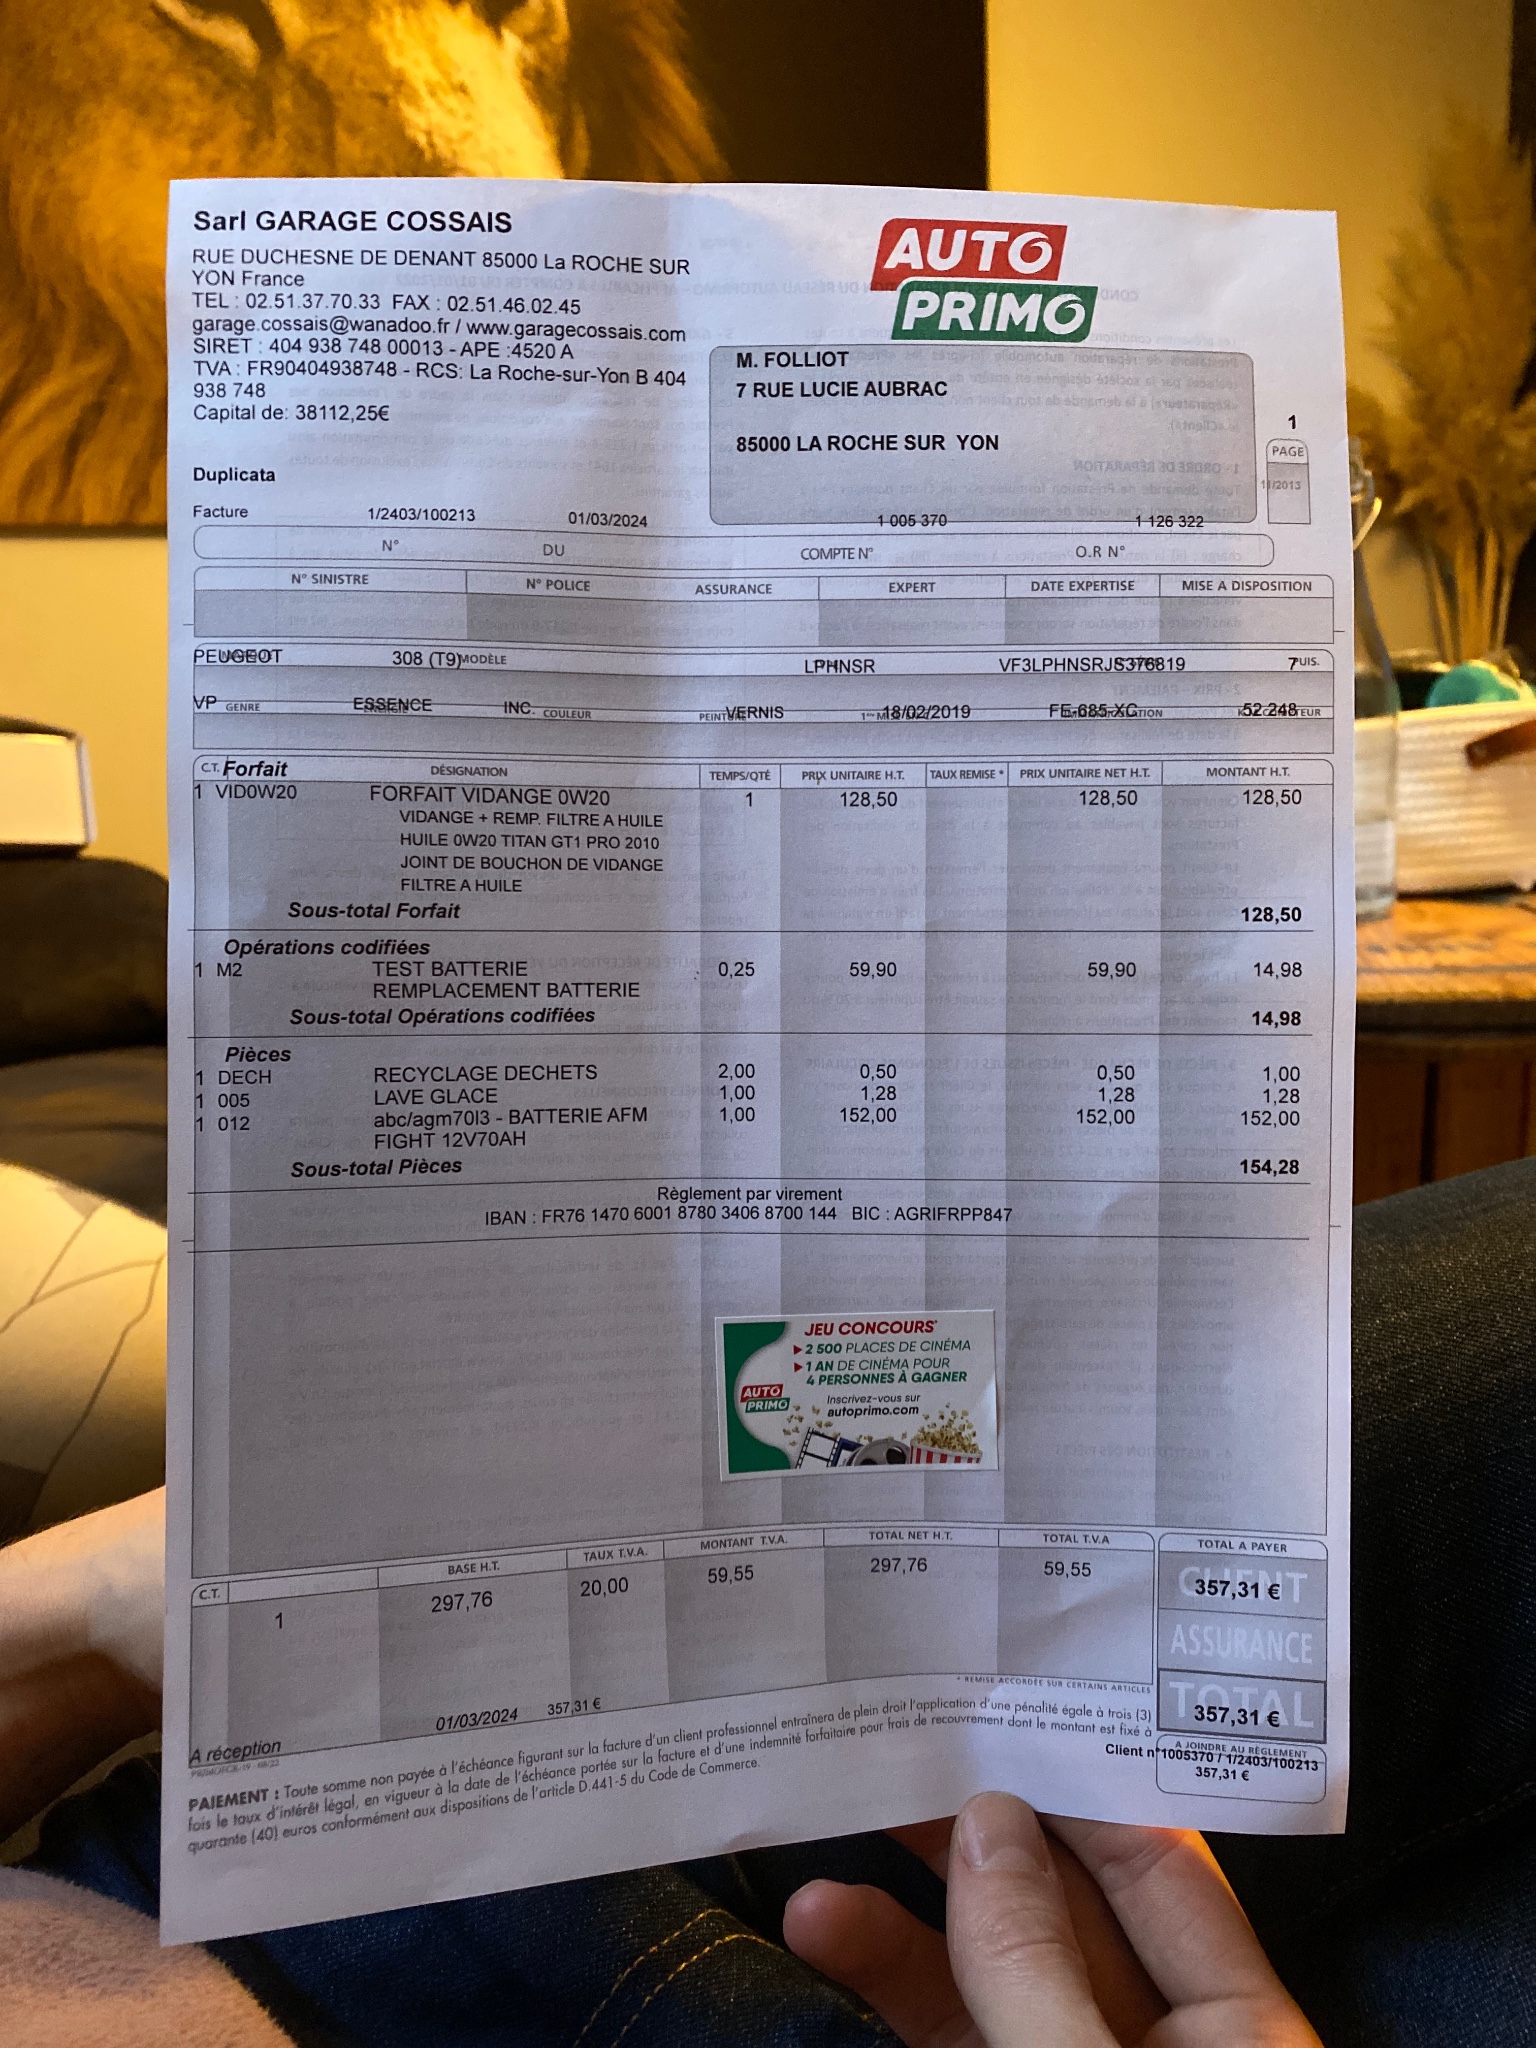 Sarl GARAGE COSSAIS
RUE DUCHESNE DE DENANT 85000 La ROCHE SUR
YON France
TEL : 02.51.37.70.33 FAX : 02.51.46.02.45
garage.cossais@wanadoo.fr / www.garagecossais.com
SIRET : 404 938 748 00013 - APE :4520 A
TVA : FR90404938748 - RCS: La Roche-sur-Yon B 404
938 748
Capital de: 38112,25€
AUTO
PRIMO
M. FOLLIOT
7 RUE LUCIE AUBRAC
85000 LA ROCHE SUR YON
1
PAGE
11/2013
Duplicata
Facture 1/2403/100213 01/03/2024 1 005 370 1 126 322
N° DU COMPTE N° O.R N°
N° SINISTRE N° POLICE ASSURANCE EXPERT DATE EXPERTISE MISE A DISPOSITION
PEUGEOT 308 (T9) MODÈLE LPHNSR VF3LPHNSRJS376819 7 PUIS.
VP GENRE ESSENCE INC. COULEUR PEINTURE VERNIS 18/02/2019 FE-685-XC 52 248
C.T. Forfait DÉSIGNATION TEMPS/QTÉ PRIX UNITAIRE H.T. TAUX REMISE * PRIX UNITAIRE NET H.T. MONTANT H.T.
1 VID0W20 FORFAIT VIDANGE 0W20 1 128,50 128,50 128,50
VIDANGE + REMP. FILTRE A HUILE
HUILE 0W20 TITAN GT1 PRO 2010
JOINT DE BOUCHON DE VIDANGE
FILTRE A HUILE
Sous-total Forfait 128,50
Opérations codifiées
1 M2 TEST BATTERIE 0,25 59,90 59,90 14,98
REMPLACEMENT BATTERIE
Sous-total Opérations codifiées 14,98
Pièces
1 DECH RECYCLAGE DECHETS 2,00 0,50 0,50 1,00
1 005 LAVE GLACE 1,00 1,28 1,28 1,28
1 012 abc/agm70l3 - BATTERIE AFM 1,00 152,00 152,00 152,00
FIGHT 12V70AH
Sous-total Pièces 154,28
Règlement par virement
IBAN : FR76 1470 6001 8780 3406 8700 144 BIC : AGRIFRPP847
JEU CONCOURS*
2 500 PLACES DE CINÉMA
1 AN DE CINÉMA POUR
4 PERSONNES À GAGNER
AUTO
PRIMO
Inscrivez-vous sur
autoprimo.com
C.T. BASE H.T. TAUX T.V.A. MONTANT T.V.A. TOTAL NET H.T. TOTAL T.V.A TOTAL A PAYER
1 297,76 20,00 59,55 297,76 59,55
CLIENT 357,31 €
ASSURANCE
TOTAL 357,31 €
* REMISE ACCORDÉE SUR CERTAINS ARTICLES
A réception 01/03/2024 357,31 €
A JOINDRE AU RÈGLEMENT
Client n°1005370 / 1/2403/100213
357,31 €
PAIEMENT : Toute somme non payée à l'échéance figurant sur la facture d'un client professionnel entraînera de plein droit l'application d'une pénalité égale à trois (3)
fois le taux d'intérêt légal, en vigueur à la date de l'échéance portée sur la facture et d'une indemnité forfaitaire pour frais de recouvrement dont le montant est fixé à
quarante (40) euros conformément aux dispositions de l'article D.441-5 du Code de Commerce.